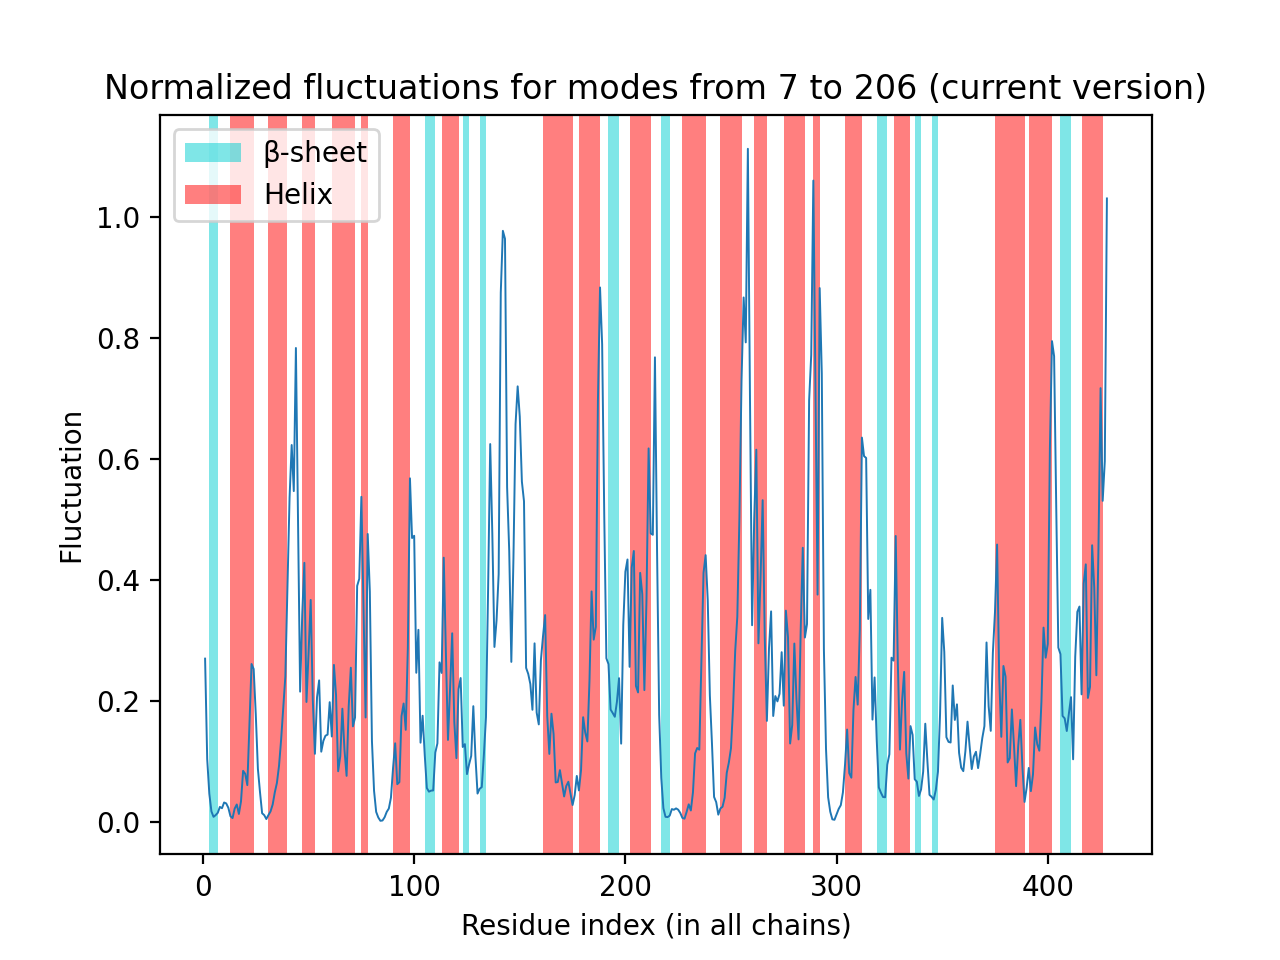 Normalized fluctuations for modes from 7 to 206 (current version)
β-sheet
Helix
1.0
0.8
0.6
0.4
0.2
0.0
Fluctuation
0 100 200 300 400
Residue index (in all chains)